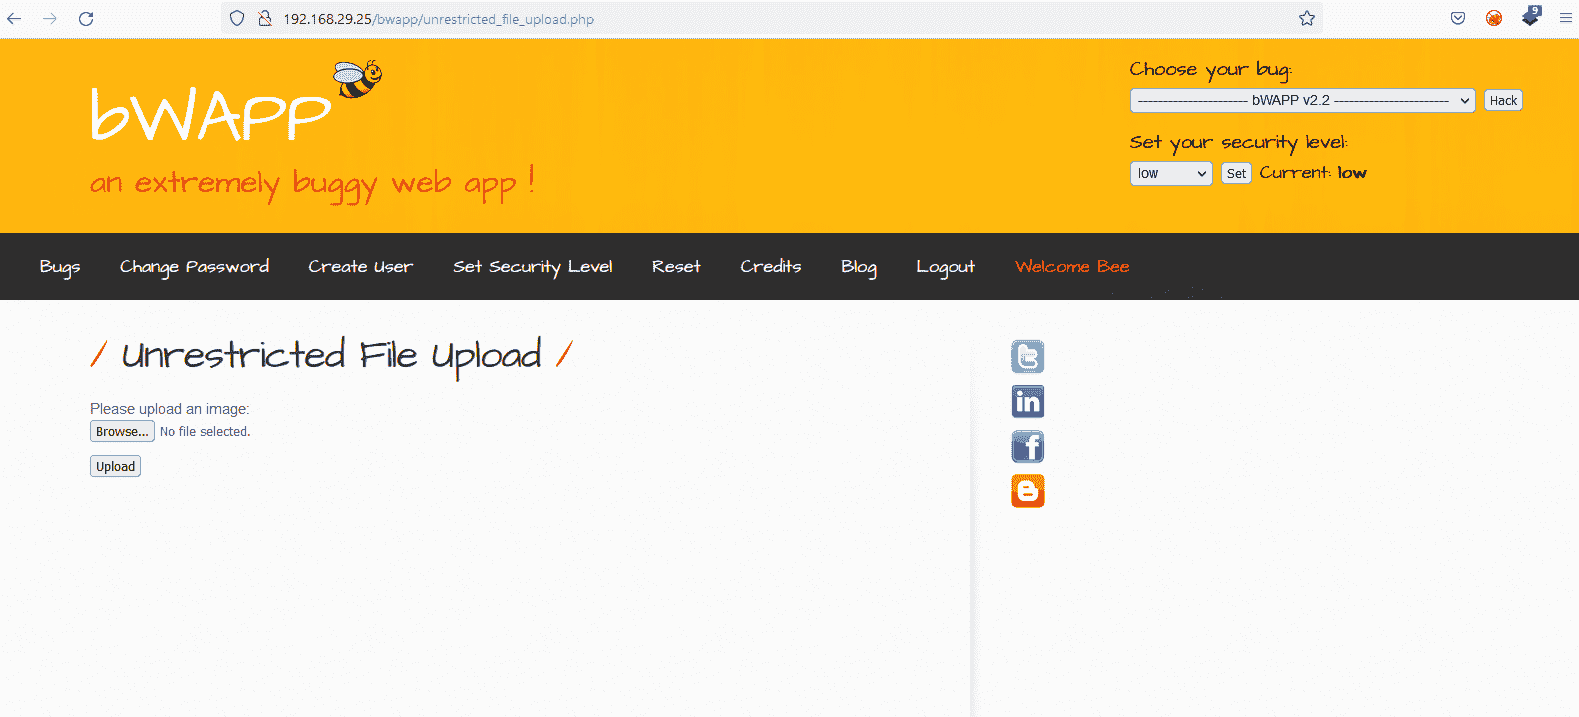 192.168.29.25/bwapp/unrestricted_file_upload.php
9
bWAPP
an extremely buggy web app !
Choose your bug:
---------------------- bWAPP v2.2 ----------------------- Hack
Set your security level:
low Set Current: low
Bugs Change Password Create User Set Security Level Reset Credits Blog Logout Welcome Bee
/ Unrestricted File Upload /
Please upload an image:
Browse... No file selected.
Upload